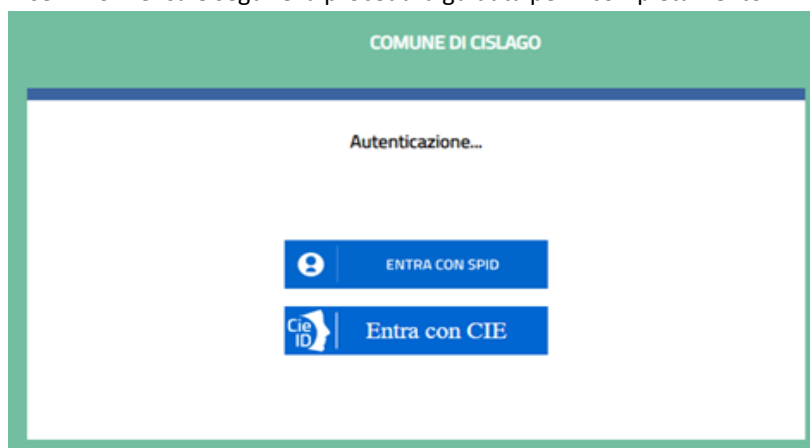 COMUNE DI CISLAGO
Autenticazione...
ENTRA CON SPID
Cie
ID
Entra con CIE